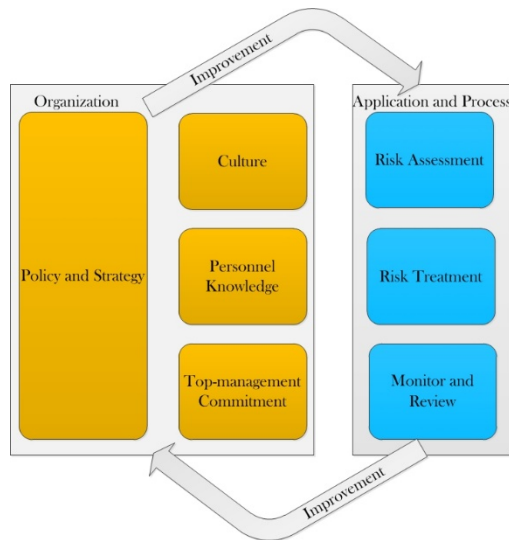 Improvement
Organization
Policy and Strategy
Culture
Personnel
Knowledge
Top-management
Commitment
Application and Process
Risk Assessment
Risk Treatment
Monitor and
Review
Improvement